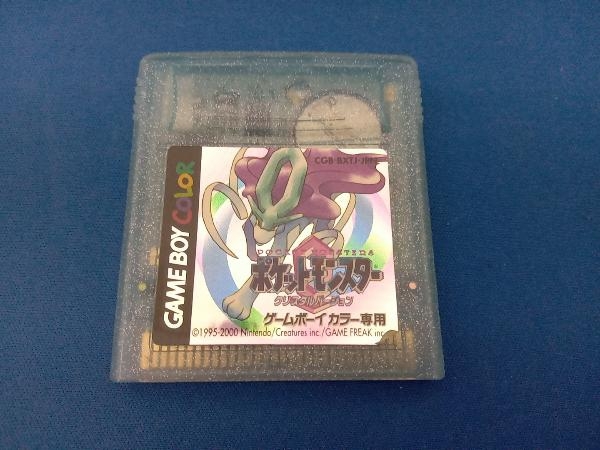 CGB-BXTJ-JPN
GAME BOY COLOR
POCKET MONSTERS
ポケットモンスター
クリスタルバージョン
ゲームボーイ カラー専用
©1995-2000 Nintendo/Creatures inc./GAME FREAK inc.